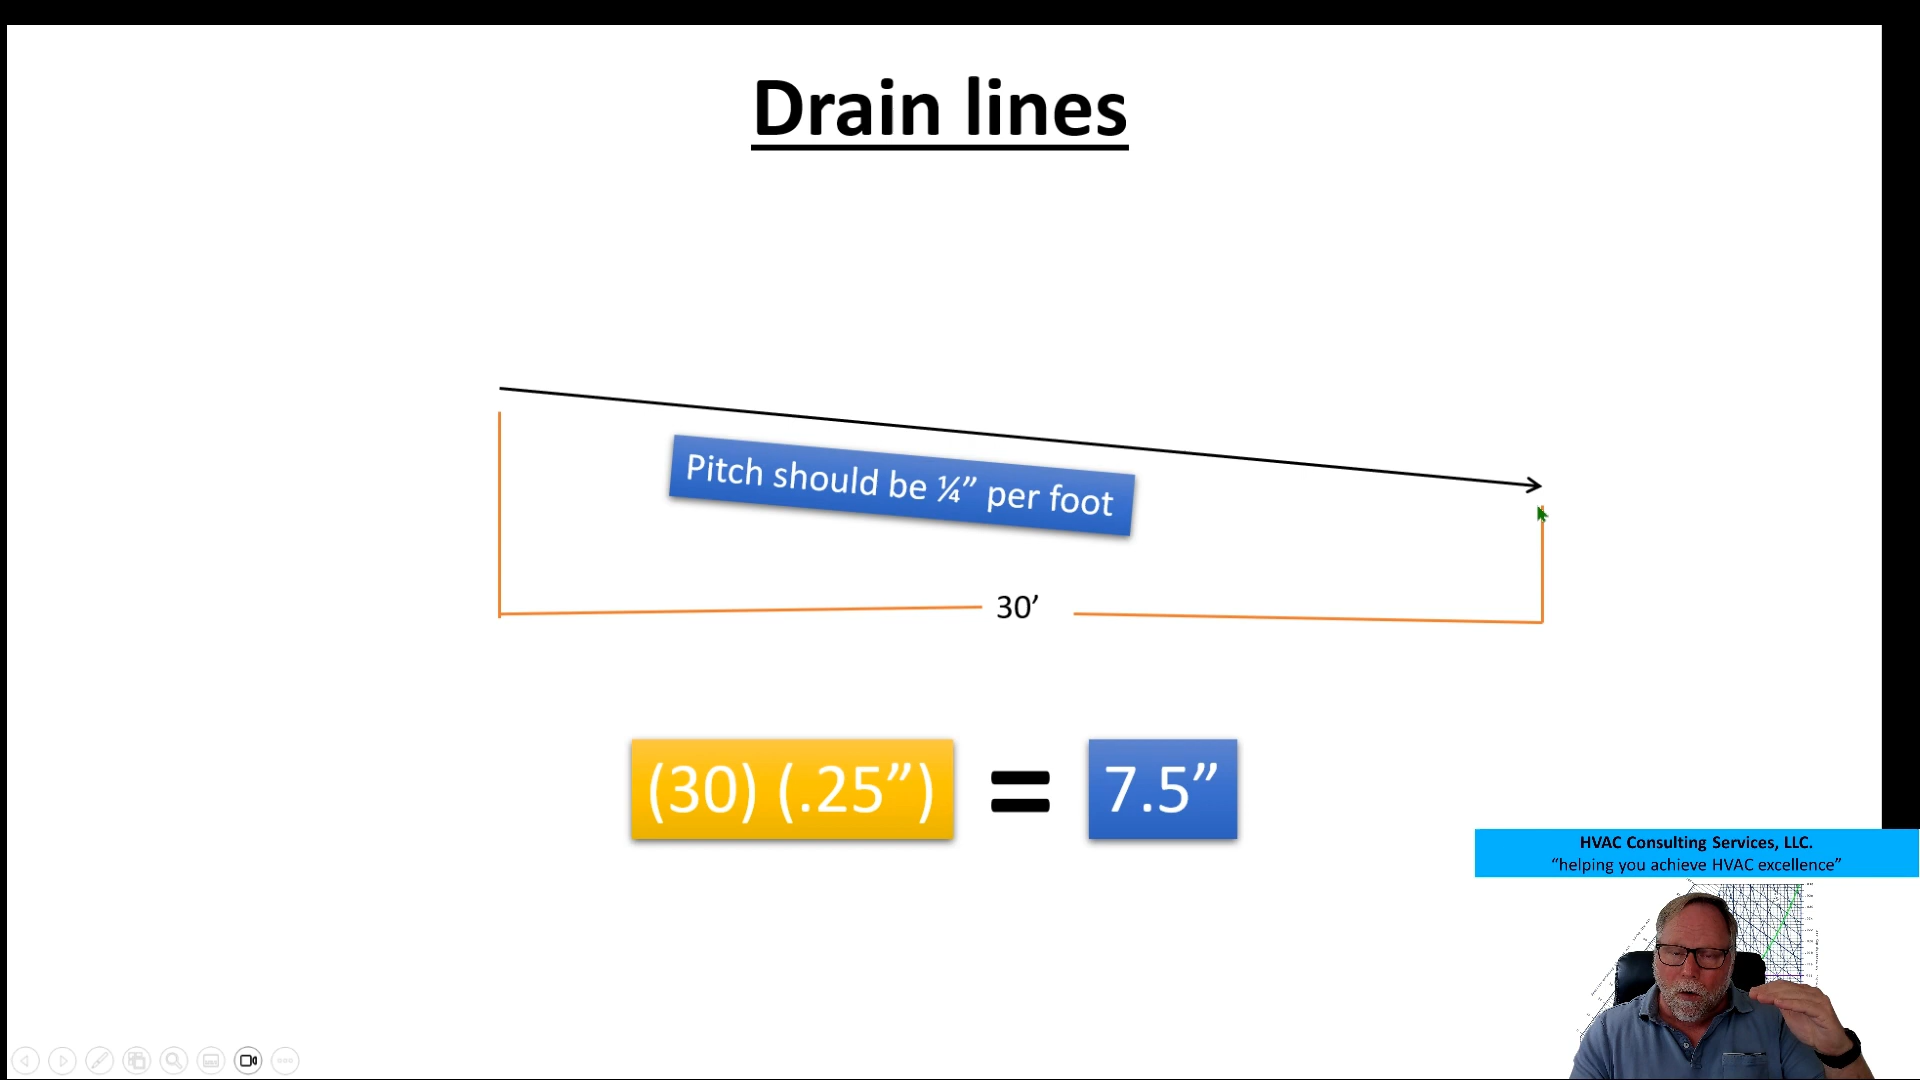 Drain lines
Pitch should be ¼” per foot
30’
(30) (.25”)
=
7.5”
HVAC Consulting Services, LLC.
“helping you achieve HVAC excellence”